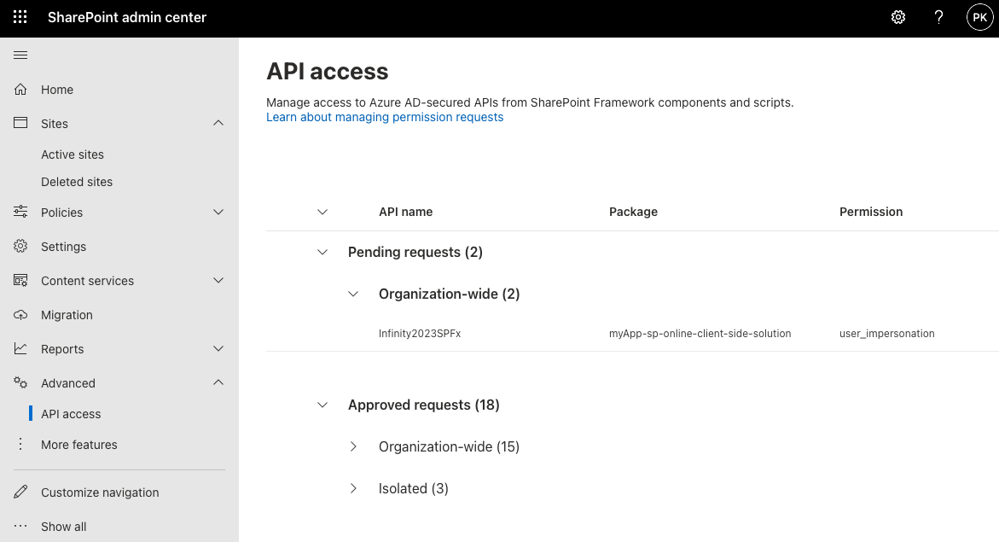 SharePoint admin center
?
PK
Home
Sites
Active sites
Deleted sites
Policies
Settings
Content services
Migration
Reports
Advanced
API access
More features
Customize navigation
Show all
API access
Manage access to Azure AD-secured APIs from SharePoint Framework components and scripts.
Learn about managing permission requests
API name Package Permission
Pending requests (2)
Organization-wide (2)
Infinity2023SPFx myApp-sp-online-client-side-solution user_impersonation
Approved requests (18)
Organization-wide (15)
Isolated (3)